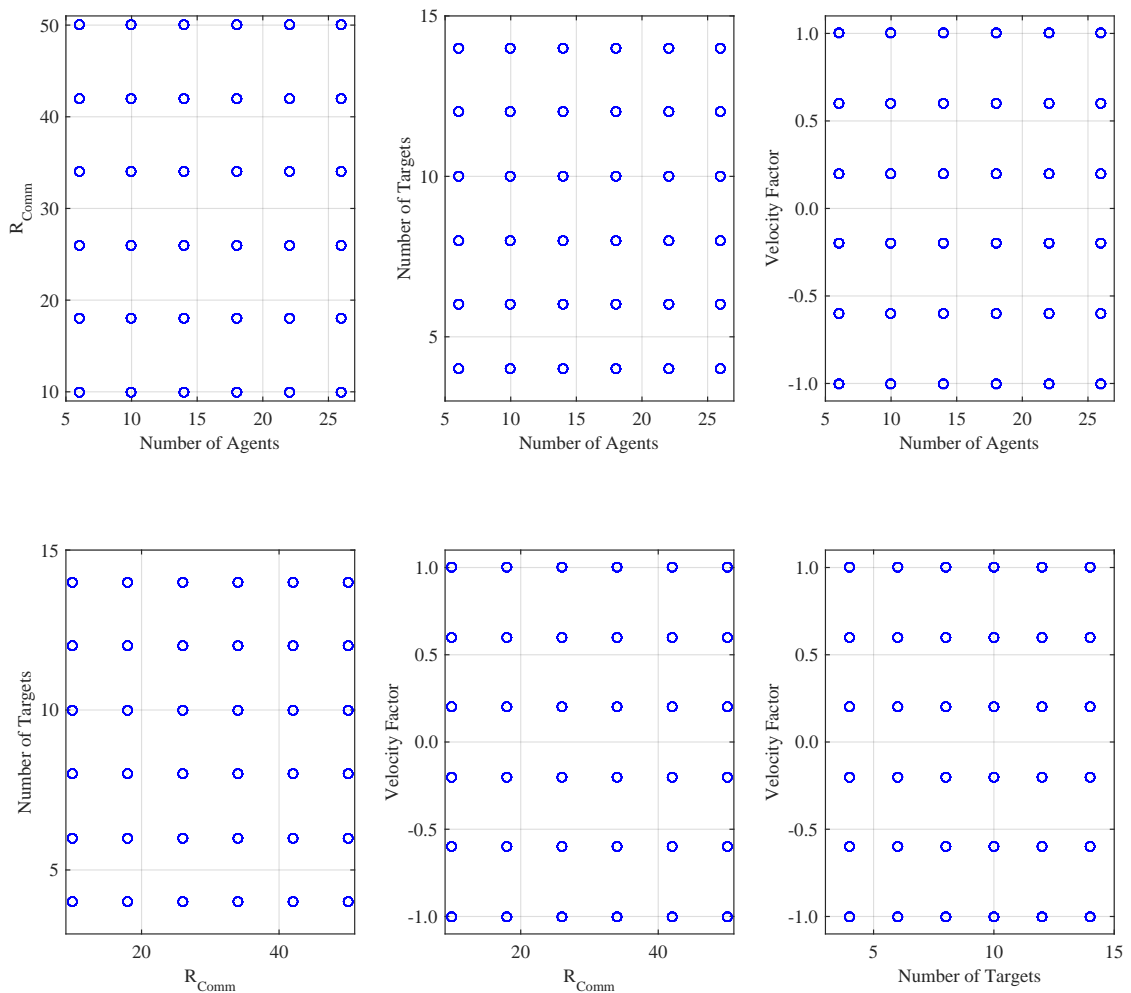 50
40
30
20
10
R_Comm
5 10 15 20 25
Number of Agents
15
10
5
Number of Targets
5 10 15 20 25
Number of Agents
1.0
0.5
0.0
-0.5
-1.0
Velocity Factor
5 10 15 20 25
Number of Agents
15
10
5
Number of Targets
20 40
R_Comm
1.0
0.5
0.0
-0.5
-1.0
Velocity Factor
20 40
R_Comm
1.0
0.5
0.0
-0.5
-1.0
Velocity Factor
5 10 15
Number of Targets